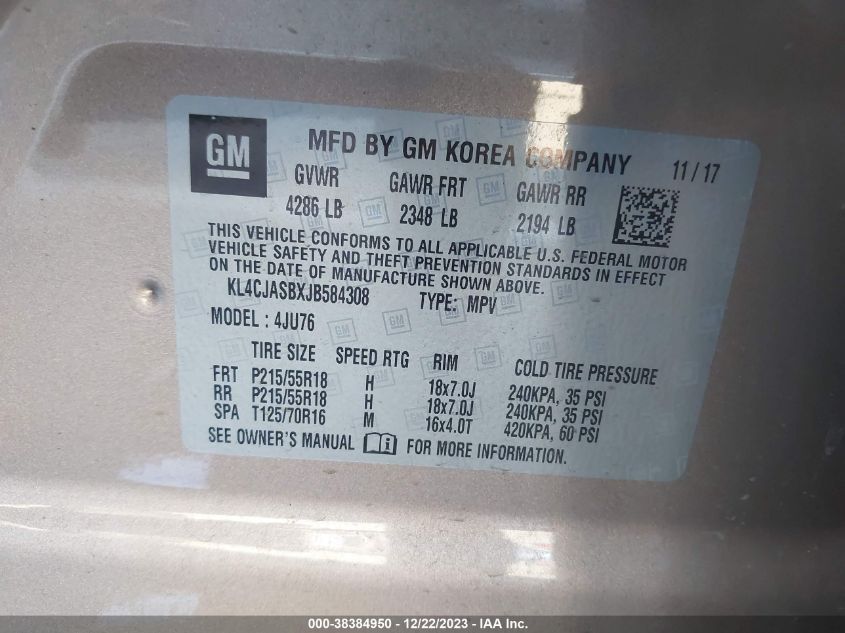 GM
MFD BY GM KOREA COMPANY 11/17
GVWR GAWR FRT GAWR RR
4286 LB 2348 LB 2194 LB
THIS VEHICLE CONFORMS TO ALL APPLICABLE U.S. FEDERAL MOTOR
VEHICLE SAFETY AND THEFT PREVENTION STANDARDS IN EFFECT
ON THE DATE OF MANUFACTURE SHOWN ABOVE.
KL4CJASBXJB584308 TYPE: MPV
MODEL : 4JU76
TIRE SIZE SPEED RTG RIM COLD TIRE PRESSURE
FRT P215/55R18 H 18x7.0J 240KPA, 35 PSI
RR P215/55R18 H 18x7.0J 240KPA, 35 PSI
SPA T125/70R16 M 16x4.0T 420KPA, 60 PSI
SEE OWNER'S MANUAL i FOR MORE INFORMATION.
000-38384950 - 12/22/2023 - IAA Inc.